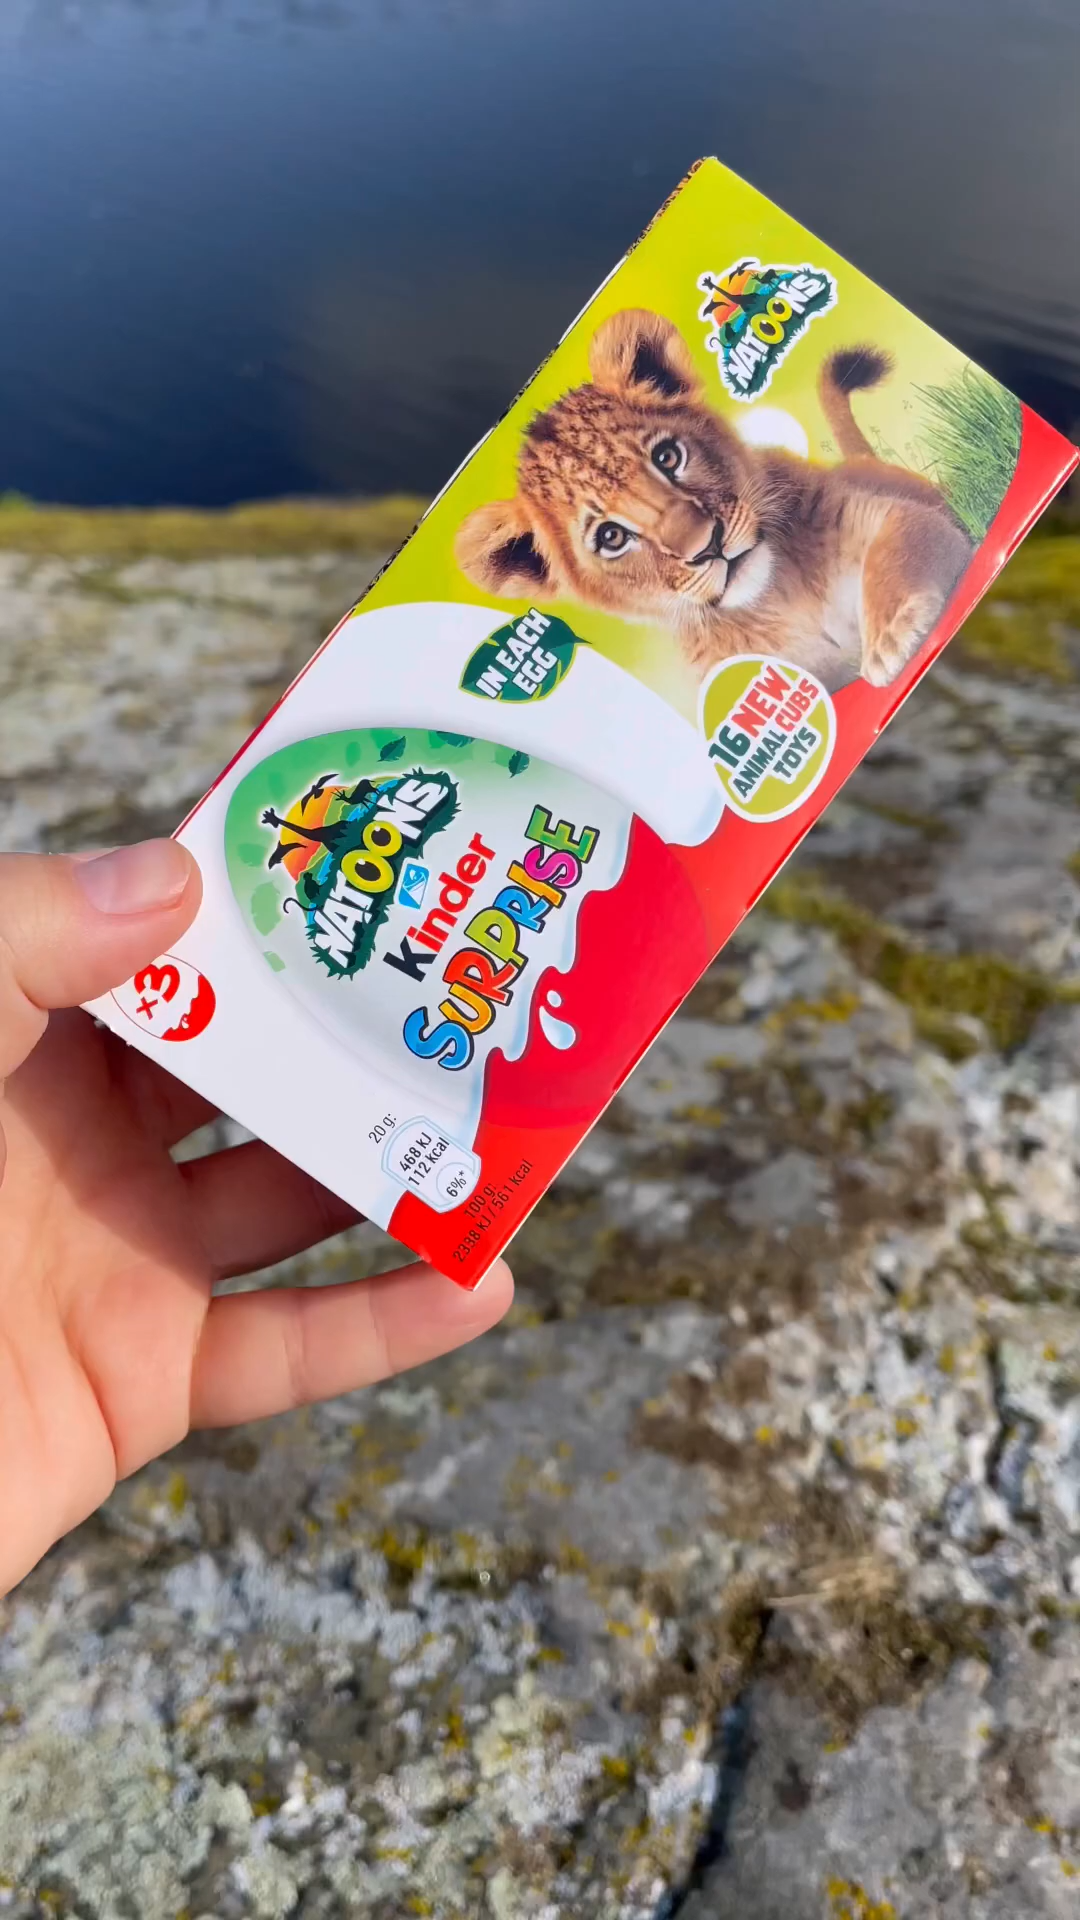 NATOONS
IN EACH
EGG
16 NEW
ANIMAL CUBS
TOYS
NATOONS
Kinder
SURPRISE
x3
20 g:
468 kJ
112 kcal
6%*
100 g:
2338 kJ / 561 kcal